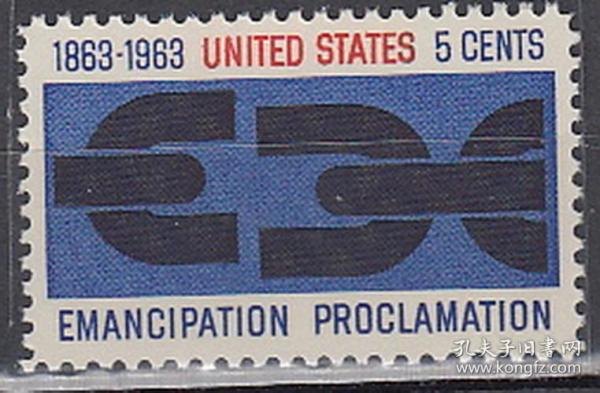 1863-1963 UNITED STATES 5 CENTS
EMANCIPATION PROCLAMATION
孔夫子旧书网
www.kongfz.com